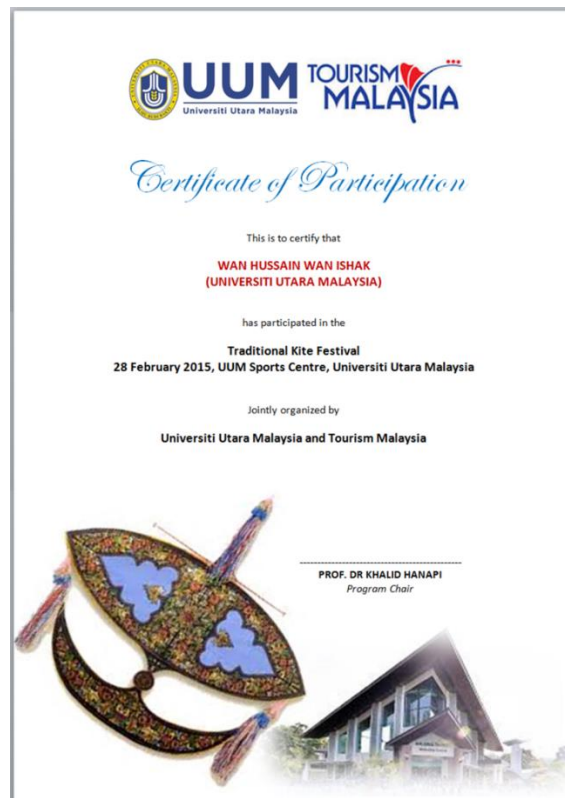 UUM
Universiti Utara Malaysia
TOURISM
MALAYSIA
Certificate of Participation
This is to certify that
WAN HUSSAIN WAN ISHAK
(UNIVERSITI UTARA MALAYSIA)
has participated in the
Traditional Kite Festival
28 February 2015, UUM Sports Centre, Universiti Utara Malaysia
Jointly organized by
Universiti Utara Malaysia and Tourism Malaysia
PROF. DR KHALID HANAPI
Program Chair